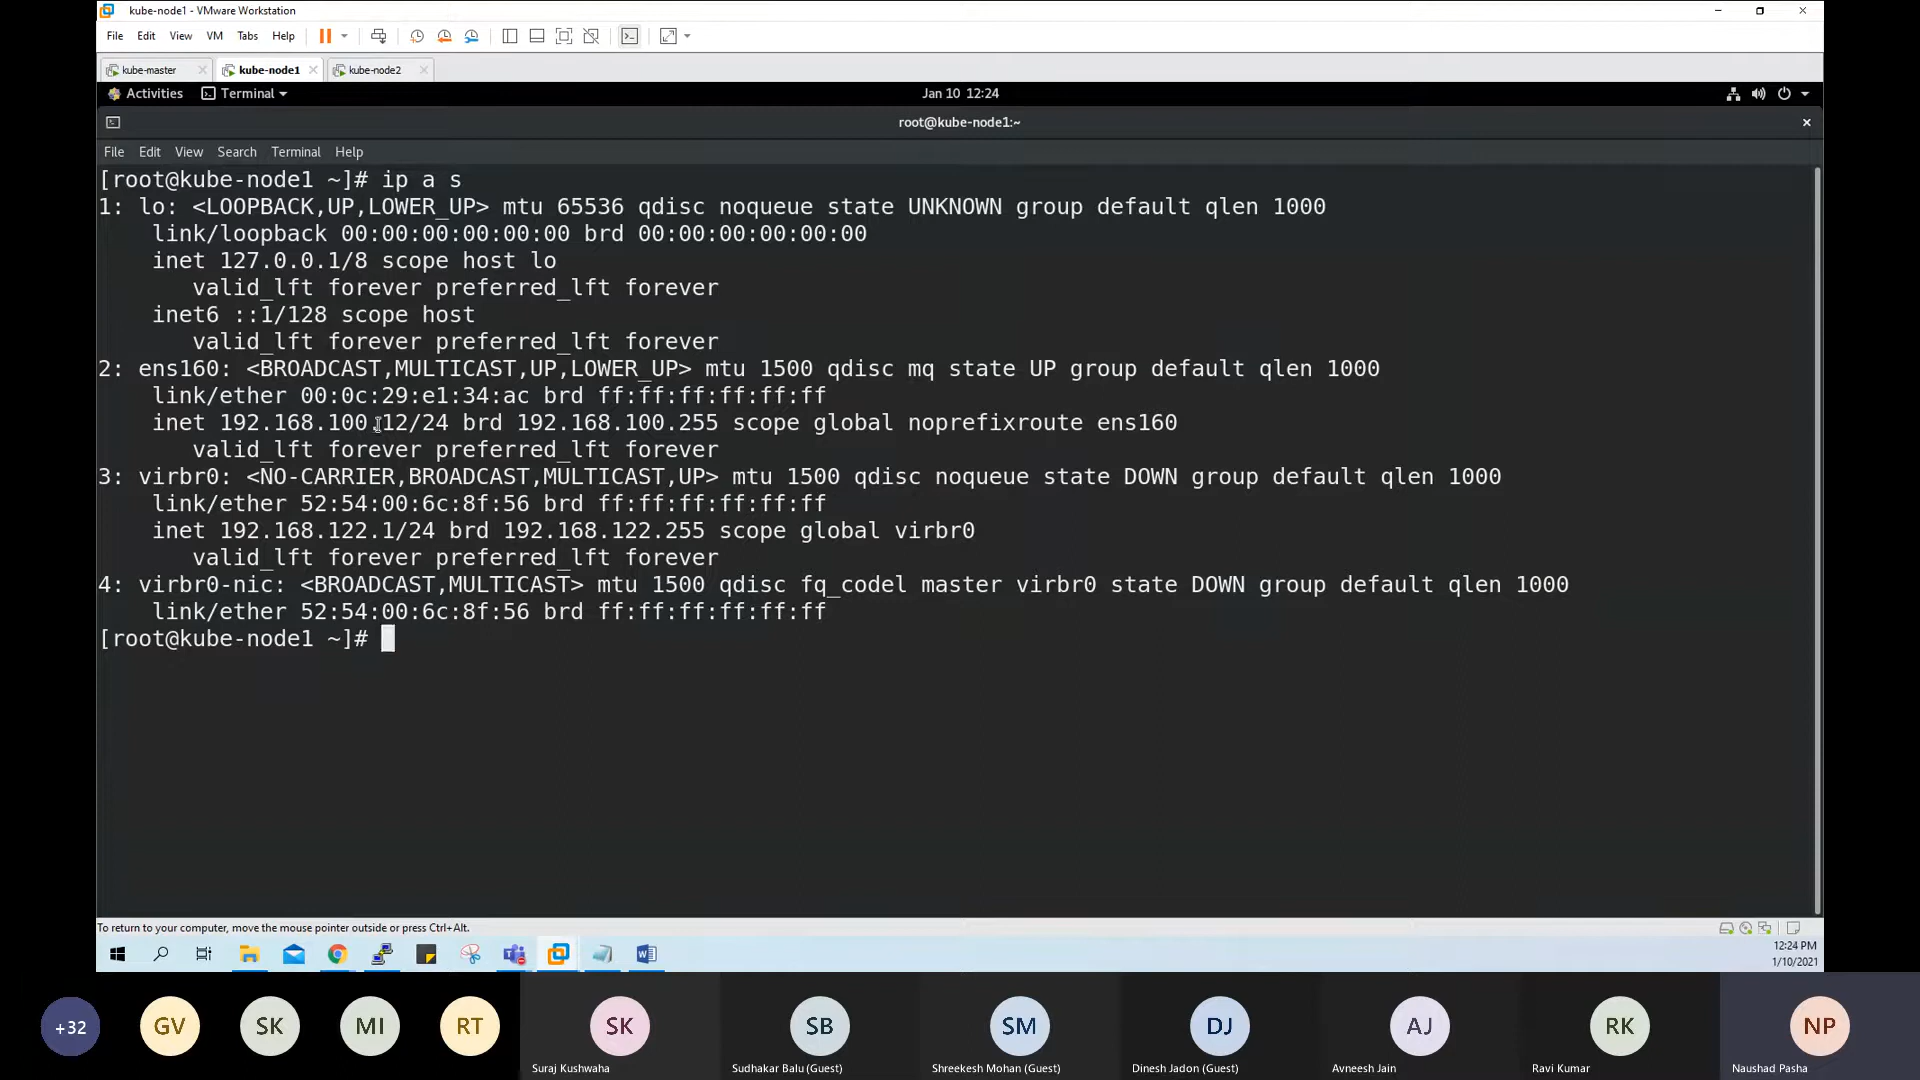 kube-node1 - VMware Workstation
File Edit View VM Tabs Help
kube-master kube-node1 kube-node2
Activities Terminal Jan 10 12:24
root@kube-node1:~
File Edit View Search Terminal Help
[root@kube-node1 ~]# ip a s
1: lo: <LOOPBACK,UP,LOWER_UP> mtu 65536 qdisc noqueue state UNKNOWN group default qlen 1000
link/loopback 00:00:00:00:00:00 brd 00:00:00:00:00:00
inet 127.0.0.1/8 scope host lo
valid_lft forever preferred_lft forever
inet6 ::1/128 scope host
valid_lft forever preferred_lft forever
2: ens160: <BROADCAST,MULTICAST,UP,LOWER_UP> mtu 1500 qdisc mq state UP group default qlen 1000
link/ether 00:0c:29:e1:34:ac brd ff:ff:ff:ff:ff:ff
inet 192.168.100.12/24 brd 192.168.100.255 scope global noprefixroute ens160
valid_lft forever preferred_lft forever
3: virbr0: <NO-CARRIER,BROADCAST,MULTICAST,UP> mtu 1500 qdisc noqueue state DOWN group default qlen 1000
link/ether 52:54:00:6c:8f:56 brd ff:ff:ff:ff:ff:ff
inet 192.168.122.1/24 brd 192.168.122.255 scope global virbr0
valid_lft forever preferred_lft forever
4: virbr0-nic: <BROADCAST,MULTICAST> mtu 1500 qdisc fq_codel master virbr0 state DOWN group default qlen 1000
link/ether 52:54:00:6c:8f:56 brd ff:ff:ff:ff:ff:ff
[root@kube-node1 ~]#
To return to your computer, move the mouse pointer outside or press Ctrl+Alt.
12:24 PM
1/10/2021
+32 GV SK MI RT SK SB SM DJ AJ RK NP
Suraj Kushwaha Sudhakar Balu (Guest) Shreekesh Mohan (Guest) Dinesh Jadon (Guest) Avneesh Jain Ravi Kumar Naushad Pasha